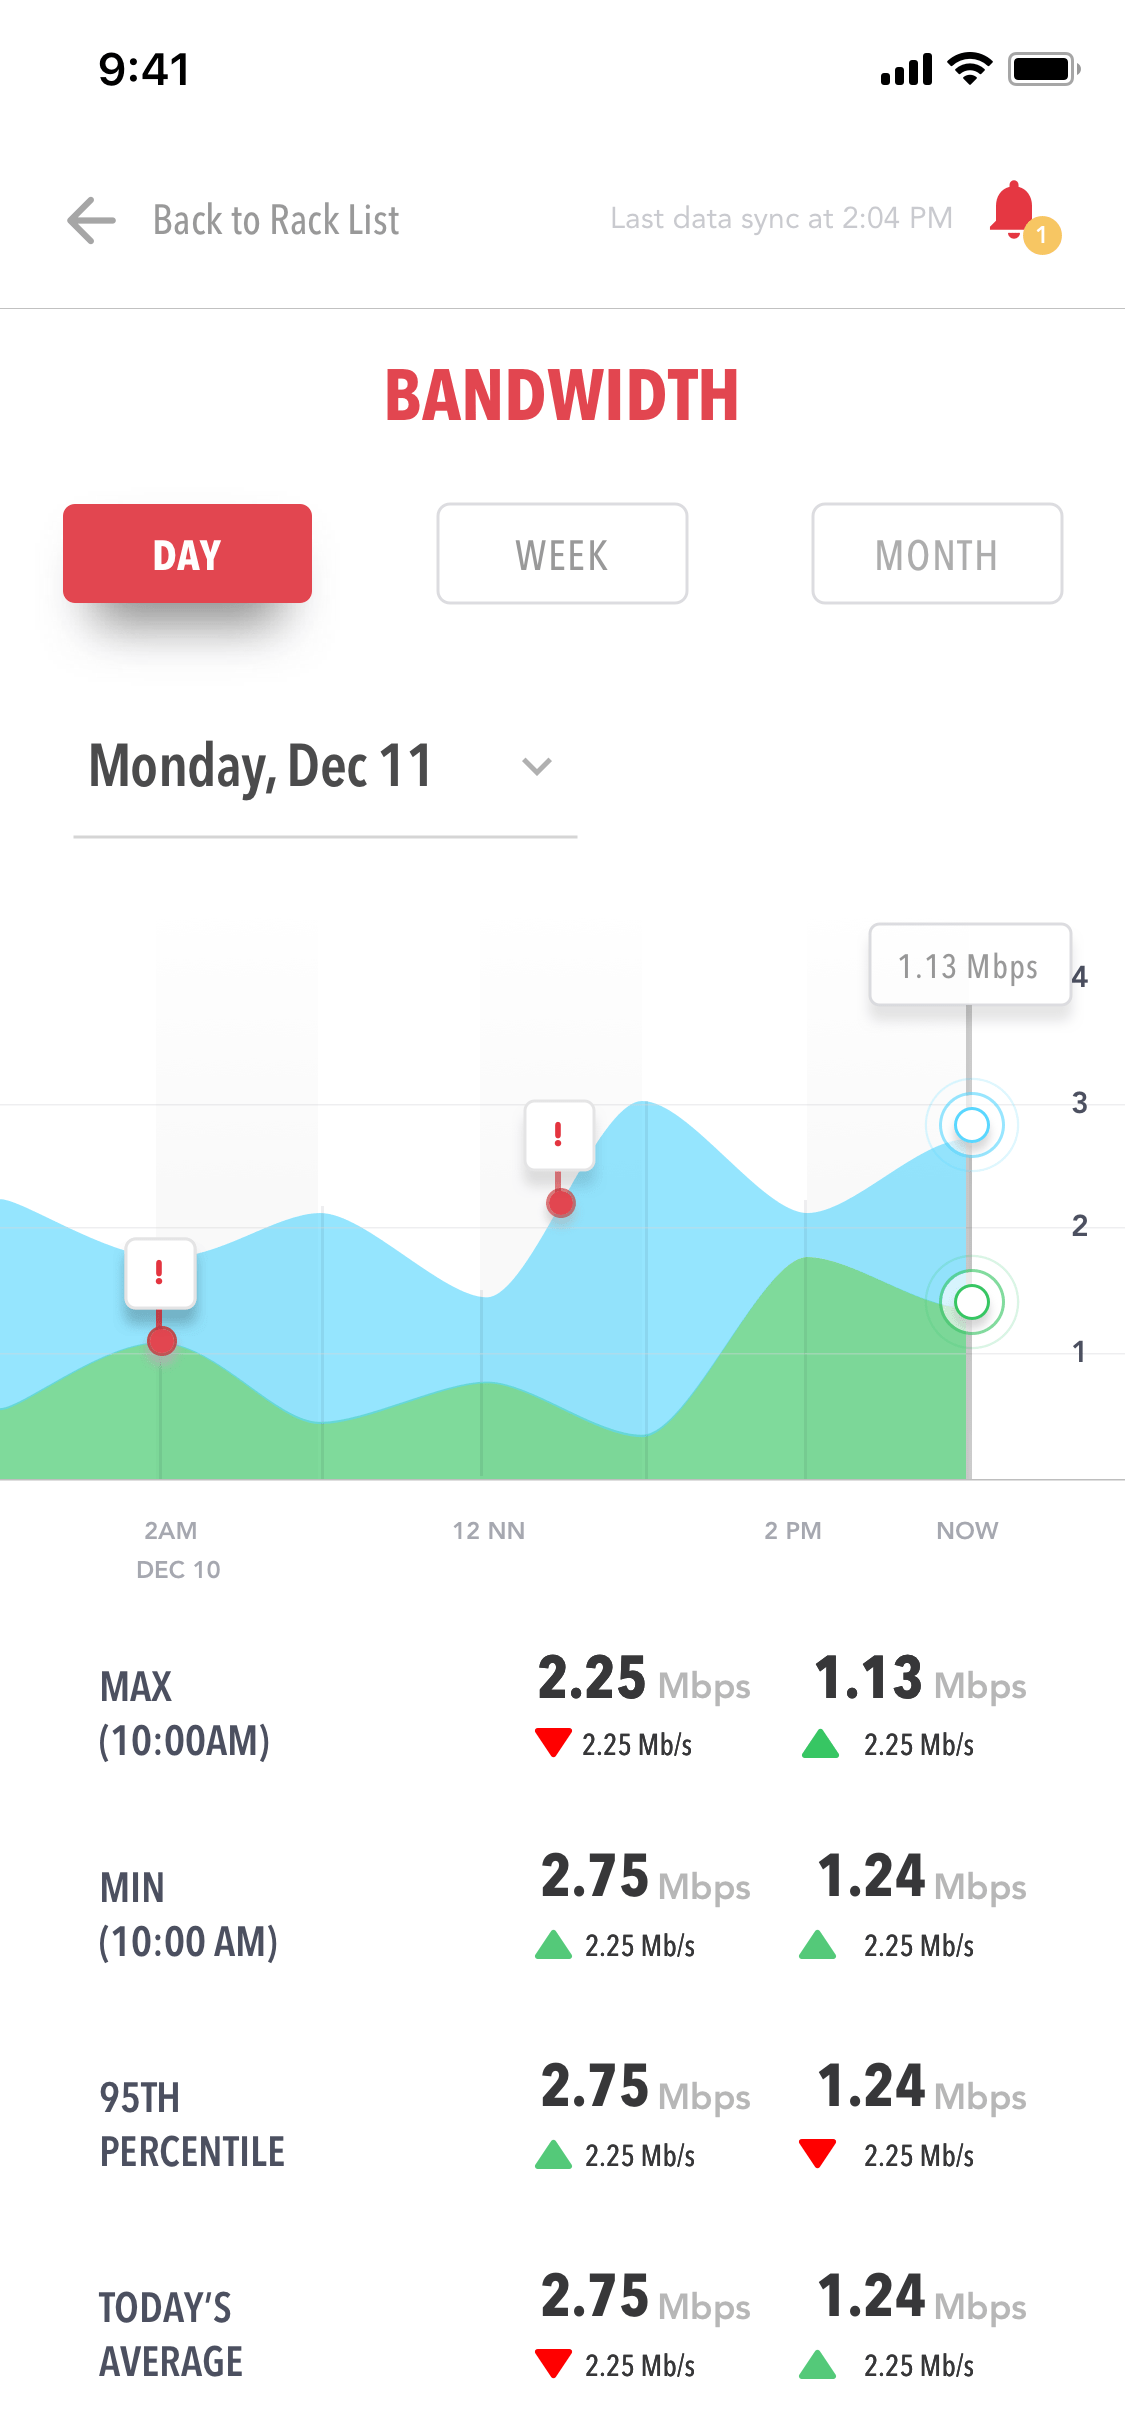 9:41
Back to Rack List
Last data sync at 2:04 PM
1
BANDWIDTH
DAY
WEEK
MONTH
Monday, Dec 11
1.13 Mbps
4
3
!
2
!
1
2AM
12 NN
2 PM
NOW
DEC 10
MAX
(10:00AM)
2.25 Mbps
1.13 Mbps
2.25 Mb/s
2.25 Mb/s
MIN
(10:00 AM)
2.75 Mbps
1.24 Mbps
2.25 Mb/s
2.25 Mb/s
95TH
PERCENTILE
2.75 Mbps
1.24 Mbps
2.25 Mb/s
2.25 Mb/s
TODAY’S
AVERAGE
2.75 Mbps
1.24 Mbps
2.25 Mb/s
2.25 Mb/s